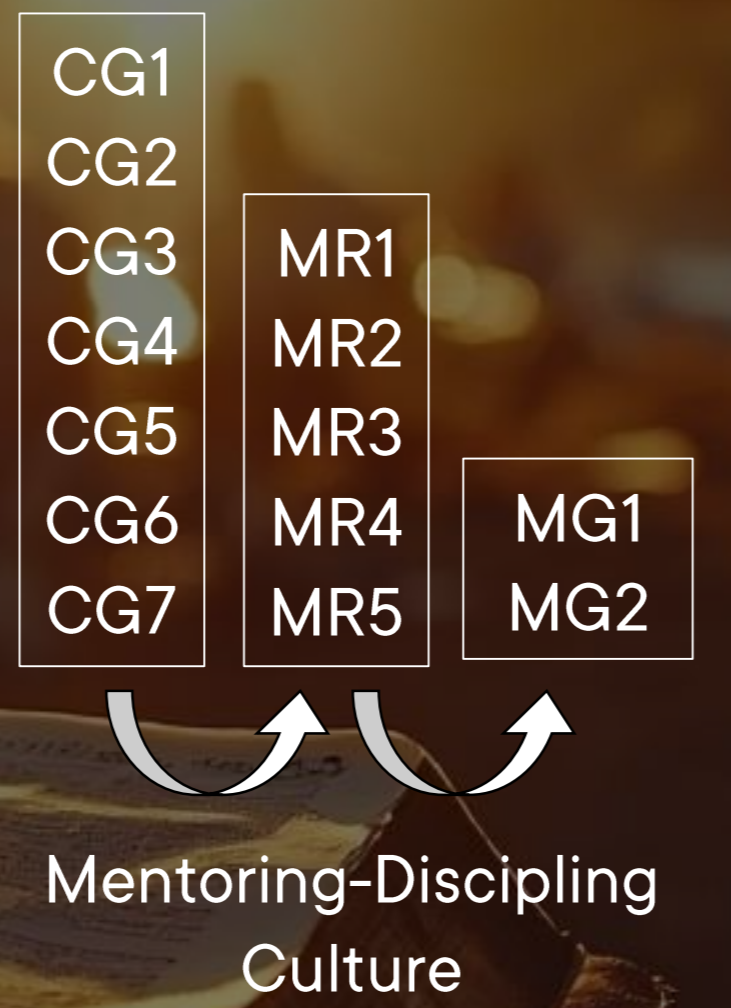 CG1
CG2
CG3
CG4
CG5
CG6
CG7
MR1
MR2
MR3
MR4
MR5
MG1
MG2
Mentoring-Discipling
Culture